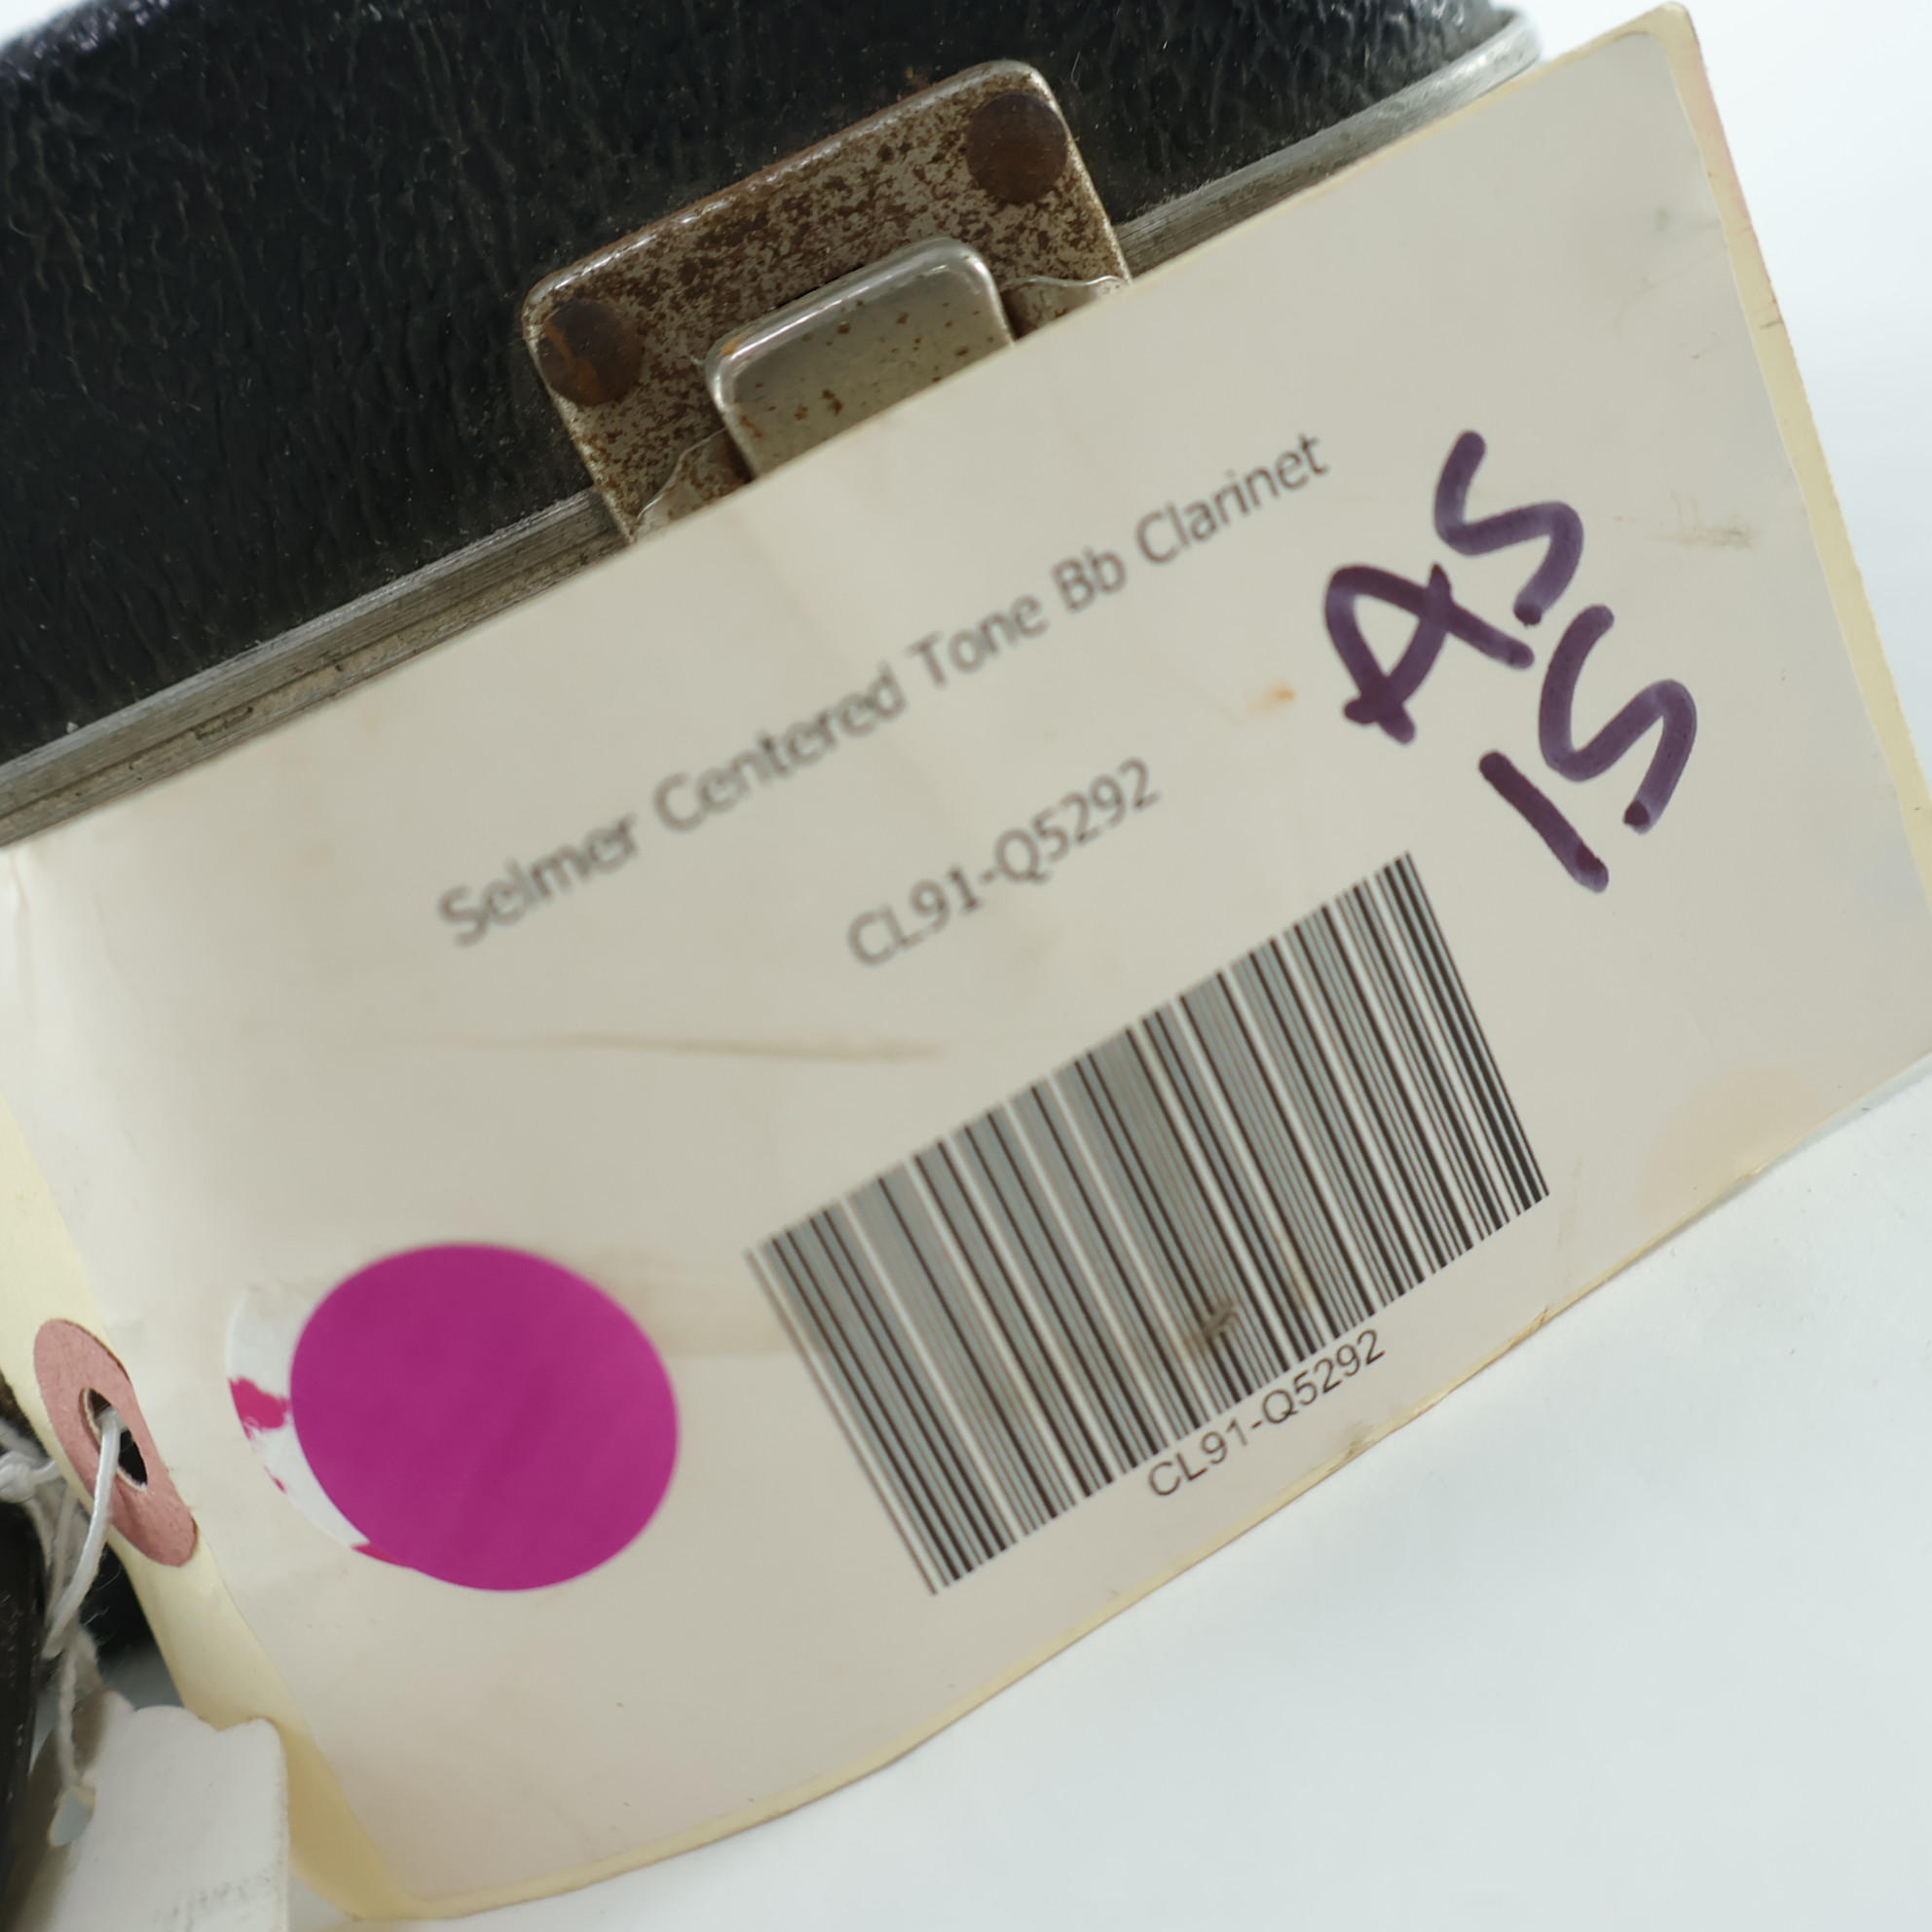 Selmer Centered Tone Bb Clarinet
CL91-Q5292
AS
IS
CL91-Q5292